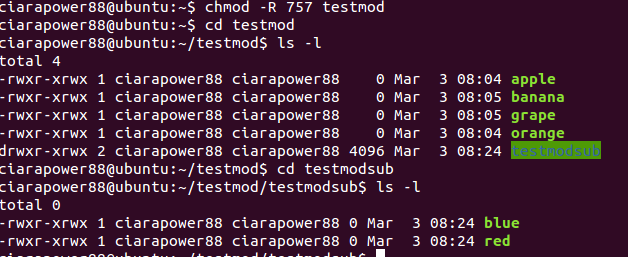 ciarapower88@ubuntu:~$ chmod -R 757 testmod
ciarapower88@ubuntu:~$ cd testmod
ciarapower88@ubuntu:~/testmod$ ls -l
total 4
-rwxr-xrwx 1 ciarapower88 ciarapower88    0 Mar  3 08:04 apple
-rwxr-xrwx 1 ciarapower88 ciarapower88    0 Mar  3 08:05 banana
-rwxr-xrwx 1 ciarapower88 ciarapower88    0 Mar  3 08:05 grape
-rwxr-xrwx 1 ciarapower88 ciarapower88    0 Mar  3 08:04 orange
drwxr-xrwx 2 ciarapower88 ciarapower88 4096 Mar  3 08:24 testmodsub
ciarapower88@ubuntu:~/testmod$ cd testmodsub
ciarapower88@ubuntu:~/testmod/testmodsub$ ls -l
total 0
-rwxr-xrwx 1 ciarapower88 ciarapower88 0 Mar  3 08:24 blue
-rwxr-xrwx 1 ciarapower88 ciarapower88 0 Mar  3 08:24 red
ciarapower88@ubuntu:~/testmod/testmodsub$